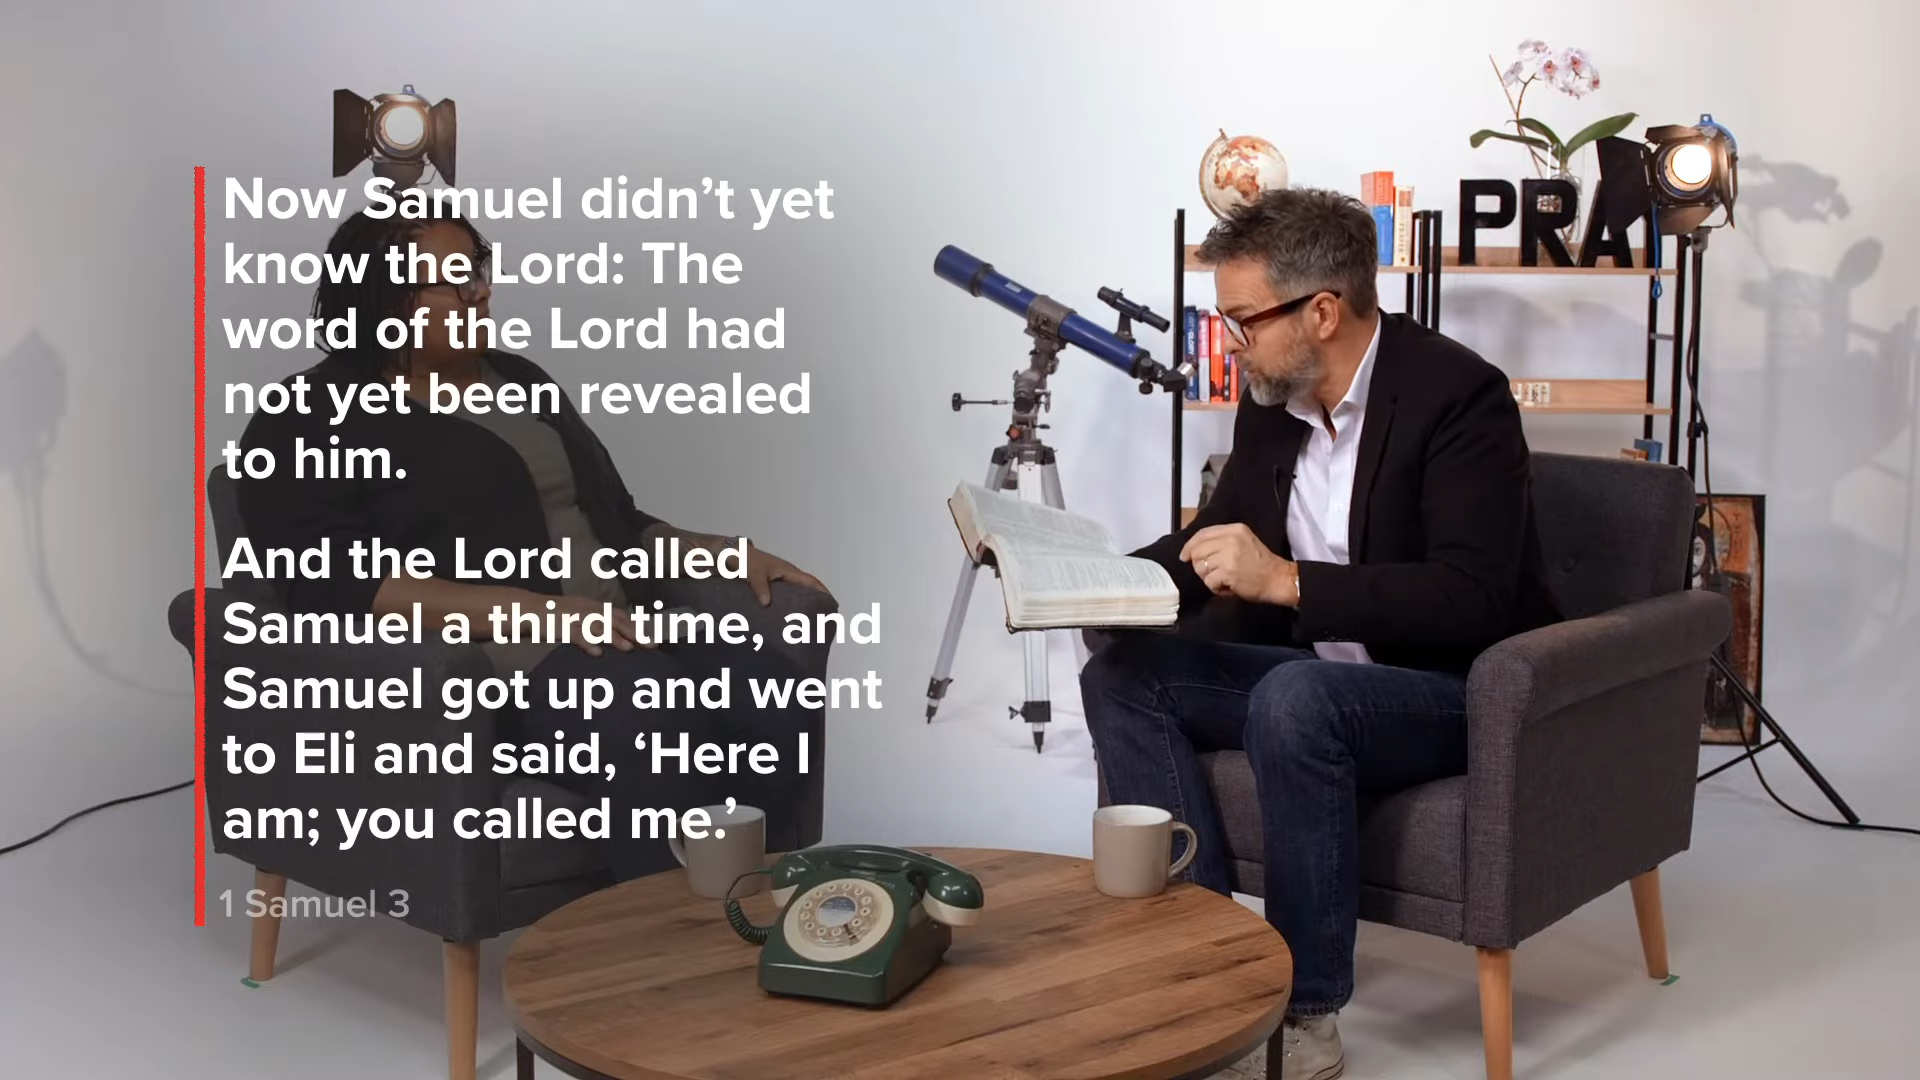 Now Samuel didn’t yet
know the Lord: The
word of the Lord had
not yet been revealed
to him.
And the Lord called
Samuel a third time, and
Samuel got up and went
to Eli and said, ‘Here I
am; you called me.’
1 Samuel 3
PRA